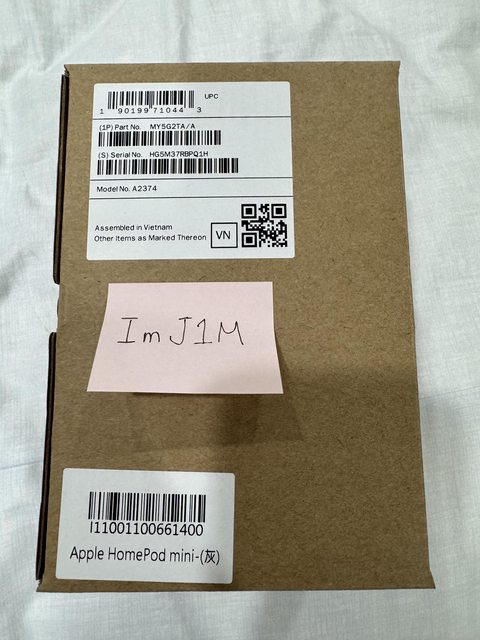 UPC
1 90199 71044 3
(1P) Part No. MY5G2TA/A
(S) Serial No. HG5M37RBPQ1H
Model No. A2374
Assembled in Vietnam
Other Items as Marked Thereon
VN
ImJ1M
I11001100661400
Apple HomePod mini-(灰)